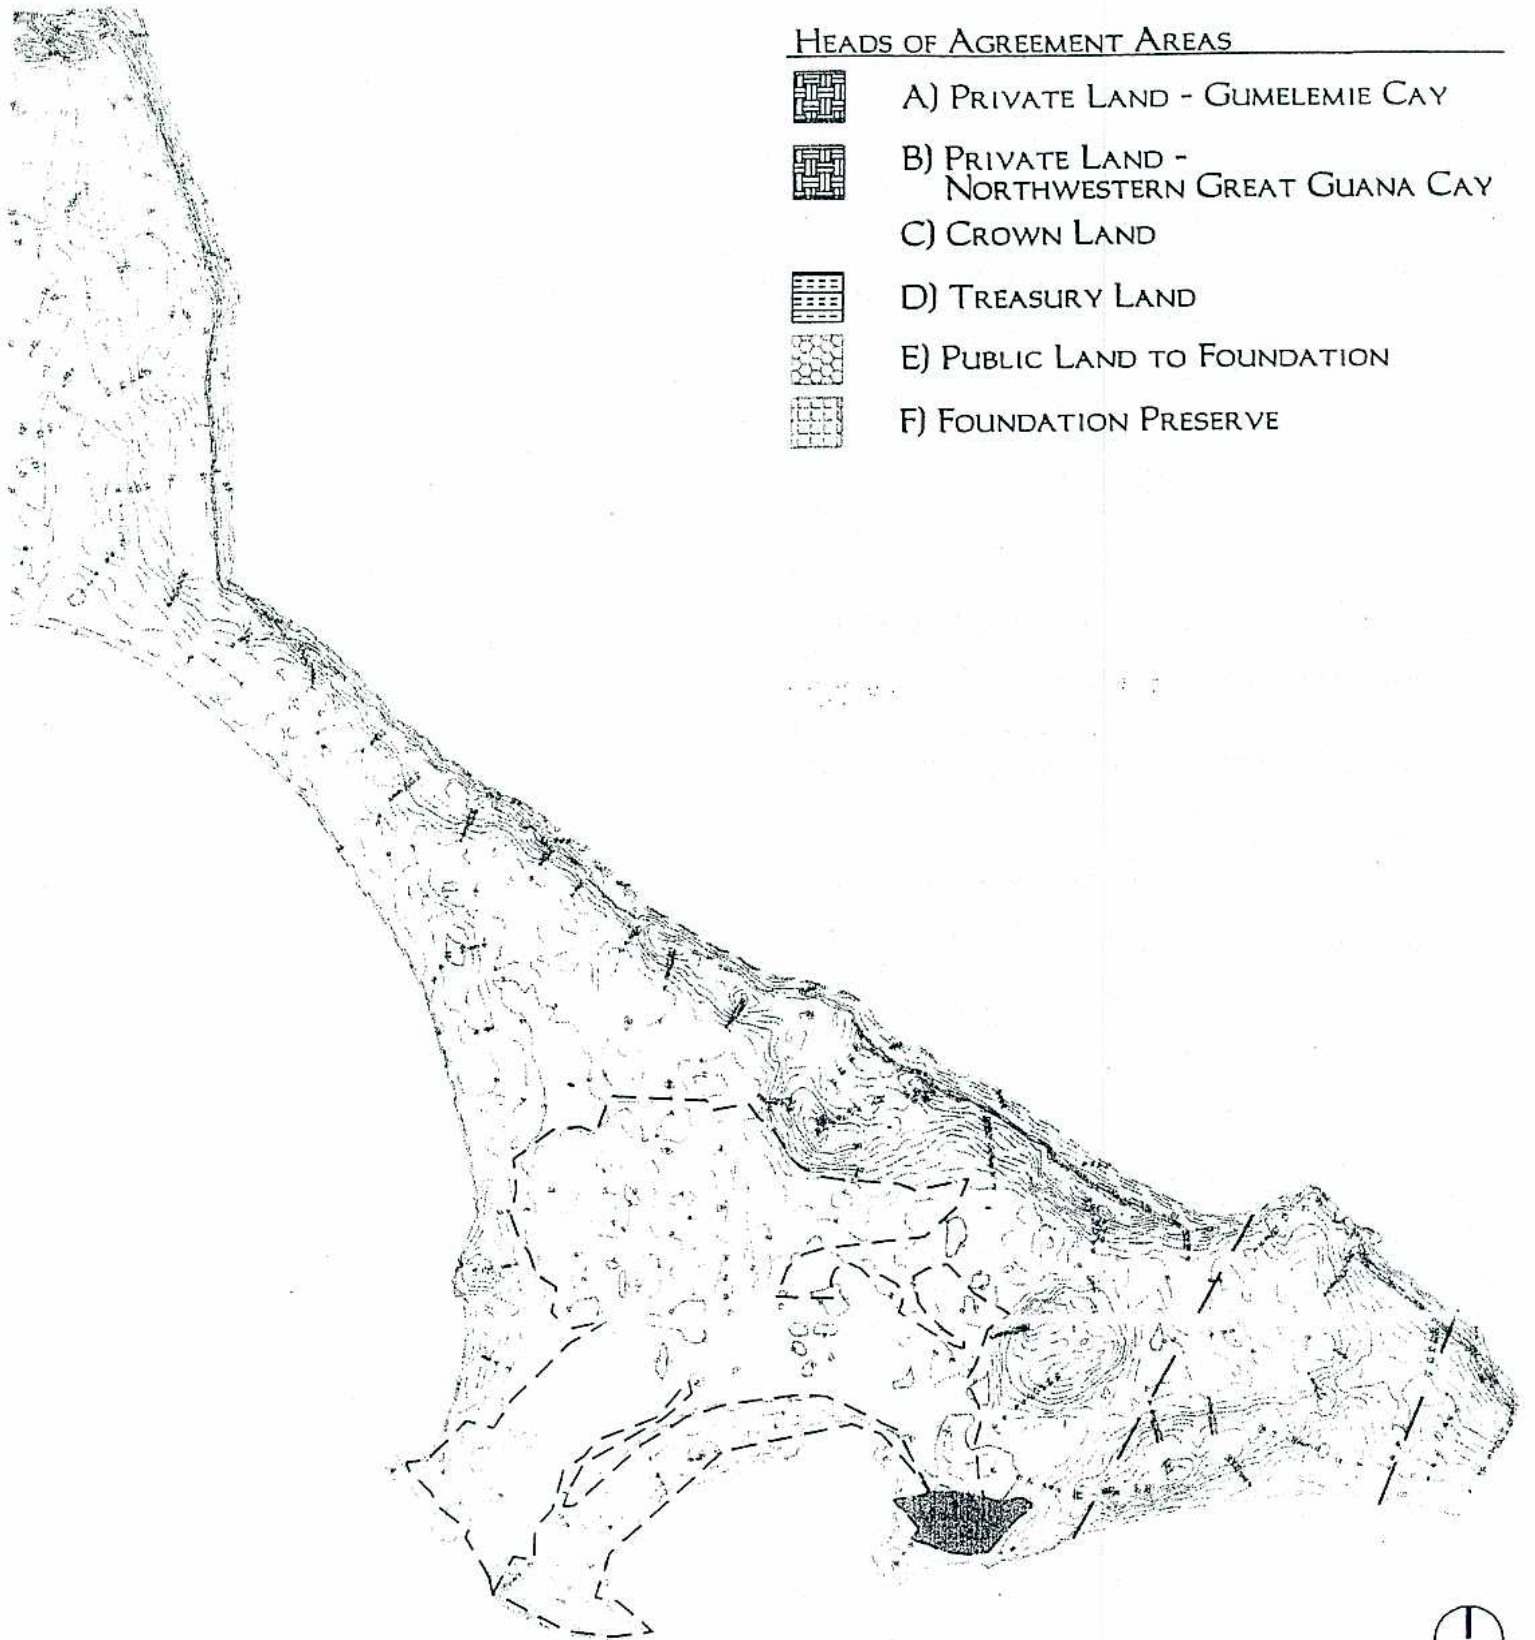 HEADS OF AGREEMENT AREAS
A) PRIVATE LAND - GUMELEMIE CAY
B) PRIVATE LAND -
NORTHWESTERN GREAT GUANA CAY
C) CROWN LAND
D) TREASURY LAND
E) PUBLIC LAND TO FOUNDATION
F) FOUNDATION PRESERVE